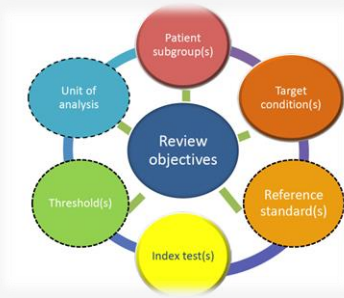 Patient
subgroup(s)
Target
condition(s)
Reference
standard(s)
Index test(s)
Threshold(s)
Unit of
analysis
Review
objectives